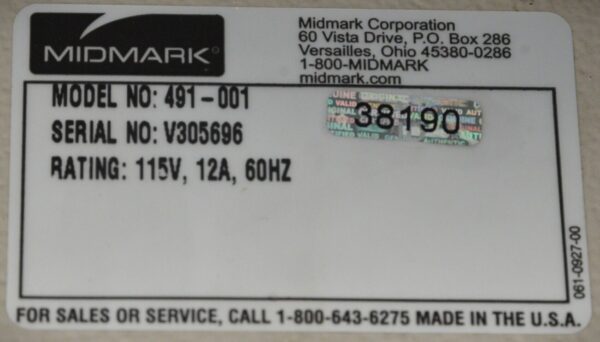 MIDMARK
Midmark Corporation
60 Vista Drive, P.O. Box 286
Versailles, Ohio 45380-0286
1-800-MIDMARK
midmark.com
MODEL NO: 491-001
SERIAL NO: V305696
RATING: 115V, 12A, 60HZ
38190
061-0927-00
FOR SALES OR SERVICE, CALL 1-800-643-6275 MADE IN THE U.S.A.